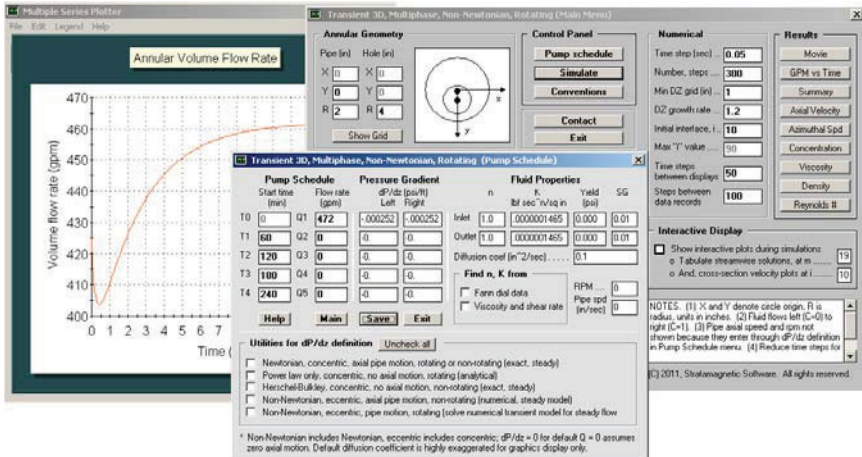 Multiple Series Plotter
File Edit Legend Help
Annular Volume Flow Rate
Volume flow rate (gpm)
470
460
450
440
430
420
410
400
0 1 2 3 4 5 6 7
Time (
Transient 3D, Multiphase, Non-Newtonian, Rotating (Main Menu)
Annular Geometry
Pipe (in) Hole (in)
X 0 X 0
Y 0 Y 0
R 2 R 4
Show Grid
x
y
Control Panel
Pump schedule
Simulate
Conventions
Contact
Exit
Numerical
Time step (sec) .. 0.05
Number, steps .... 300
Min DZ grid (in) .. 1
DZ growth rate ... 1.2
Initial interface, i... 10
Max "I" value ..... 90
Time steps
between displays 50
Steps between
data records 100
Results
Movie
GPM vs Time
Summary
Axial Velocity
Azimuthal Spd
Concentration
Viscosity
Density
Reynolds #
Interactive Display
Show interactive plots during simulations
o Tabulate streamwise solutions, at m ... 19
o And, cross-section velocity plots at i .... 10
NOTES. (1) X and Y denote circle origin, R is
radius, units in inches. (2) Fluid flows left (C=0) to
right (C=1). (3) Pipe axial speed and rpm not
shown because they enter through dP/dz definition
in Pump Schedule menu. (4) Reduce time steps for
(C) 2011, Stratamagnetic Software. All rights reserved.
Transient 3D, Multiphase, Non-Newtonian, Rotating (Pump Schedule)
Pump Schedule Pressure Gradient Fluid Properties
Start time (min) Flow rate (gpm) dP/dz (psi/ft) Left Right
n K lbf sec^n/sq in Yield (psi) SG
T0 0 Q1 472 -.000252 -.000252
T1 60 Q2 0 -0. -0.
T2 120 Q3 0 -0. -0.
T3 180 Q4 0 -0. -0.
T4 240 Q5 0 -0. -0.
Inlet 1.0 .0000001465 0.000 0.01
Outlet 1.0 .0000001465 0.000 0.01
Diffusion coef (in^2/sec) ...... 0.1
Find n, K from
Fann dial data
Viscosity and shear rate
RPM .... 0
Pipe spd (in/sec) 0
Help Main Save Exit
Utilities for dP/dz definition Uncheck all
Newtonian, concentric, axial pipe motion, rotating or non-rotating (exact, steady)
Power law only, concentric, no axial motion, rotating (analytical)
Herschel-Bulkley, concentric, no axial motion, non-rotating (exact, steady)
Non-Newtonian, eccentric, axial pipe motion, non-rotating (numerical, steady model)
Non-Newtonian, eccentric, pipe motion, rotating (solve numerical transient model for steady flow
* Non-Newtonian includes Newtonian, eccentric includes concentric; dP/dz = 0 for default Q = 0 assumes
zero axial motion. Default diffusion coefficient is highly exaggerated for graphics display only.